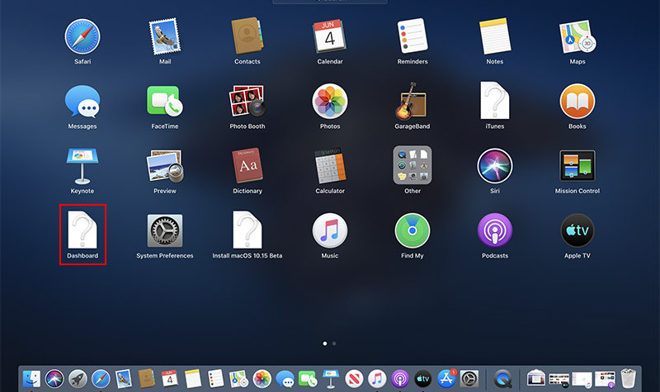 Safari Mail Contacts Calendar Reminders Notes Maps
Messages FaceTime Photo Booth Photos GarageBand iTunes Books
Keynote Preview Dictionary Calculator Other Siri Mission Control
Dashboard System Preferences Install macOS 10.15 Beta Music Find My Podcasts Apple TV